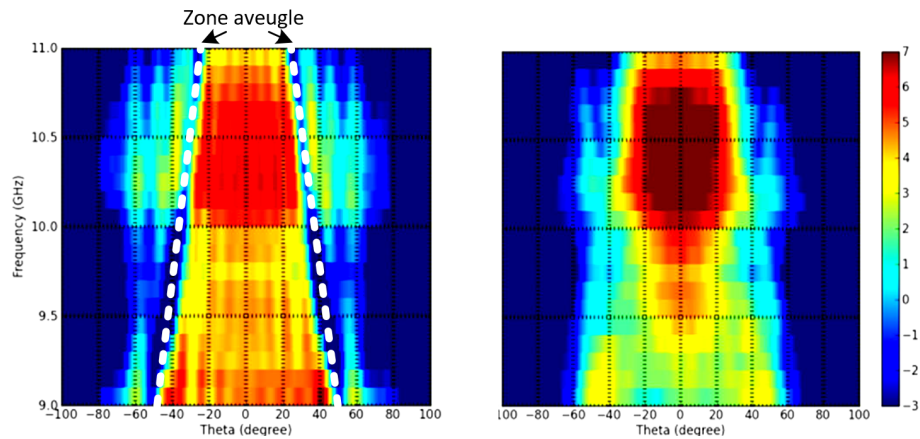 Zone aveugle
11.0
10.5
10.0
9.5
9.0
Frequency (GHz)
−100 −80 −60 −40 −20 0 20 40 60 80 100
Theta (degree)
100 −80 −60 −40 −20 0 20 40 60 80 100
Theta (degree)
7
6
5
4
3
2
1
0
−1
−2
−3